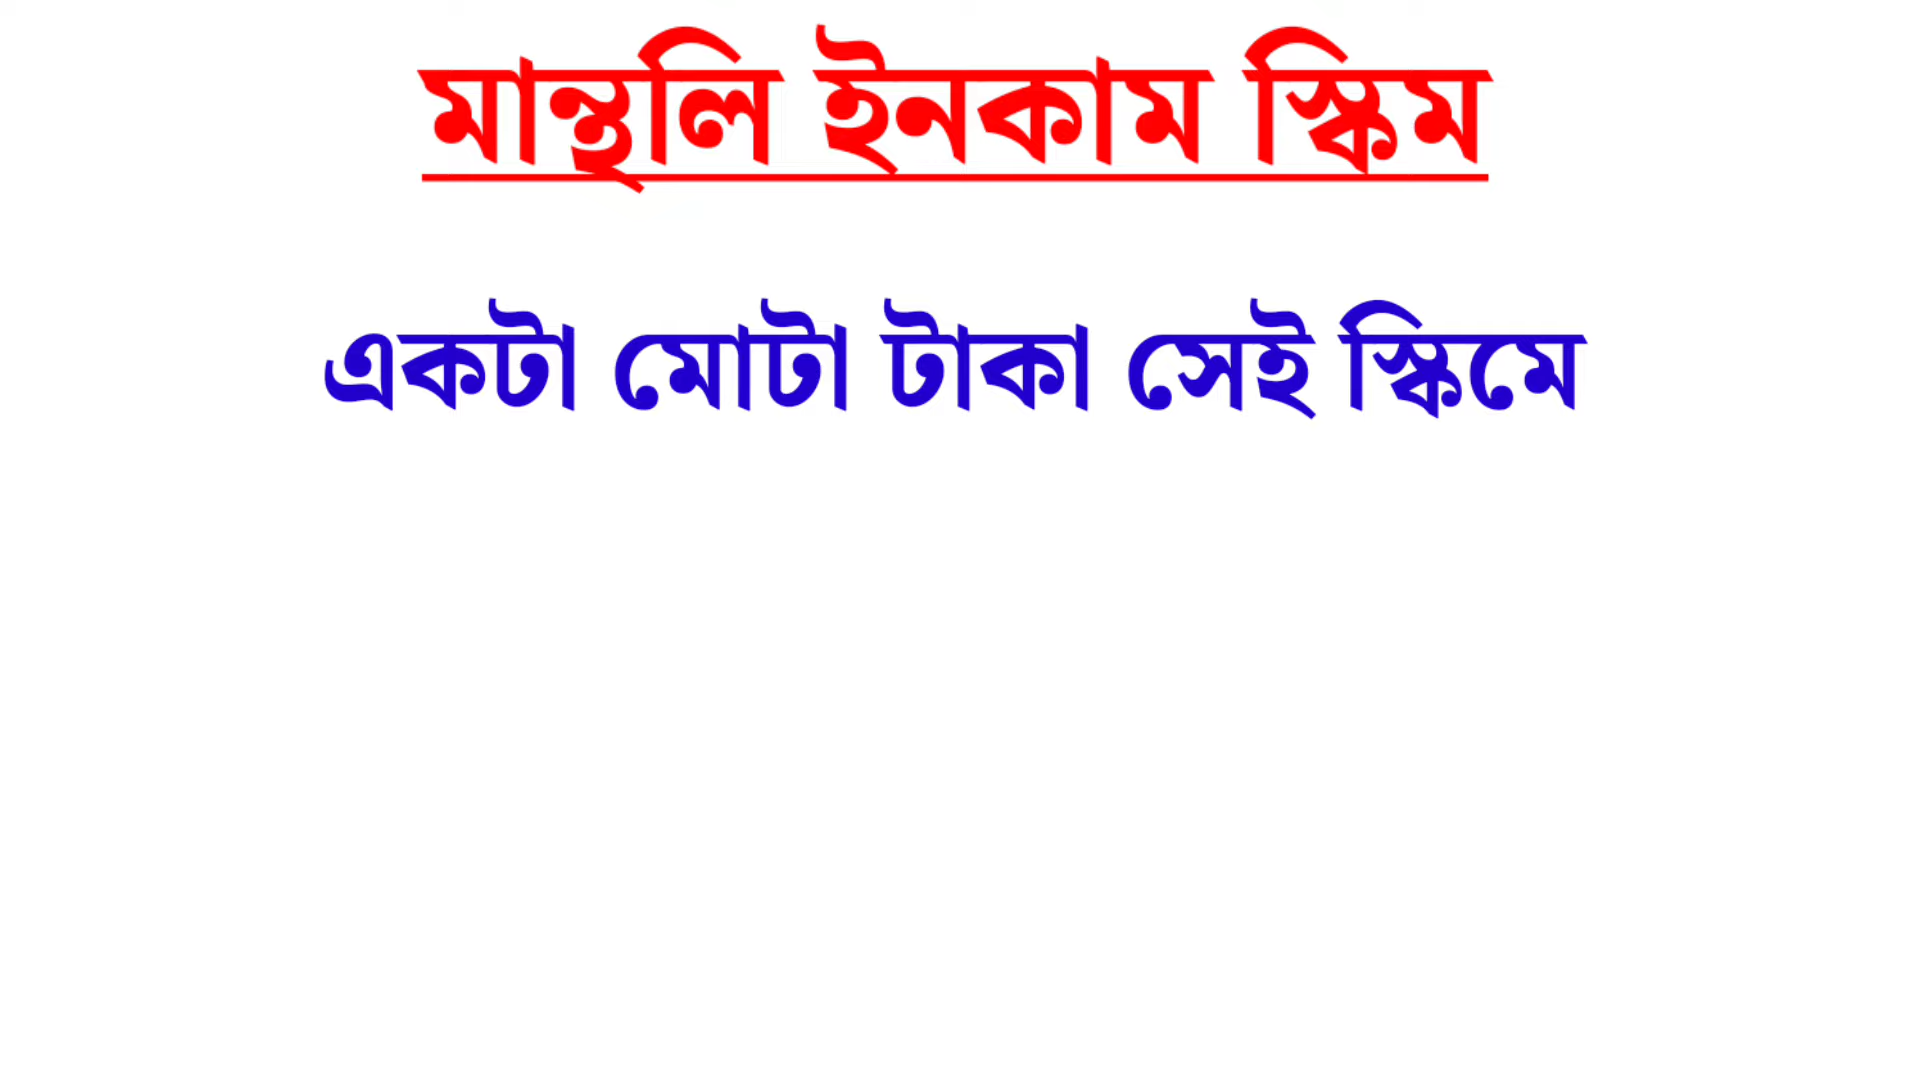 মান্থলি ইনকাম স্কিম
একটা মোটা টাকা সেই স্কিমে